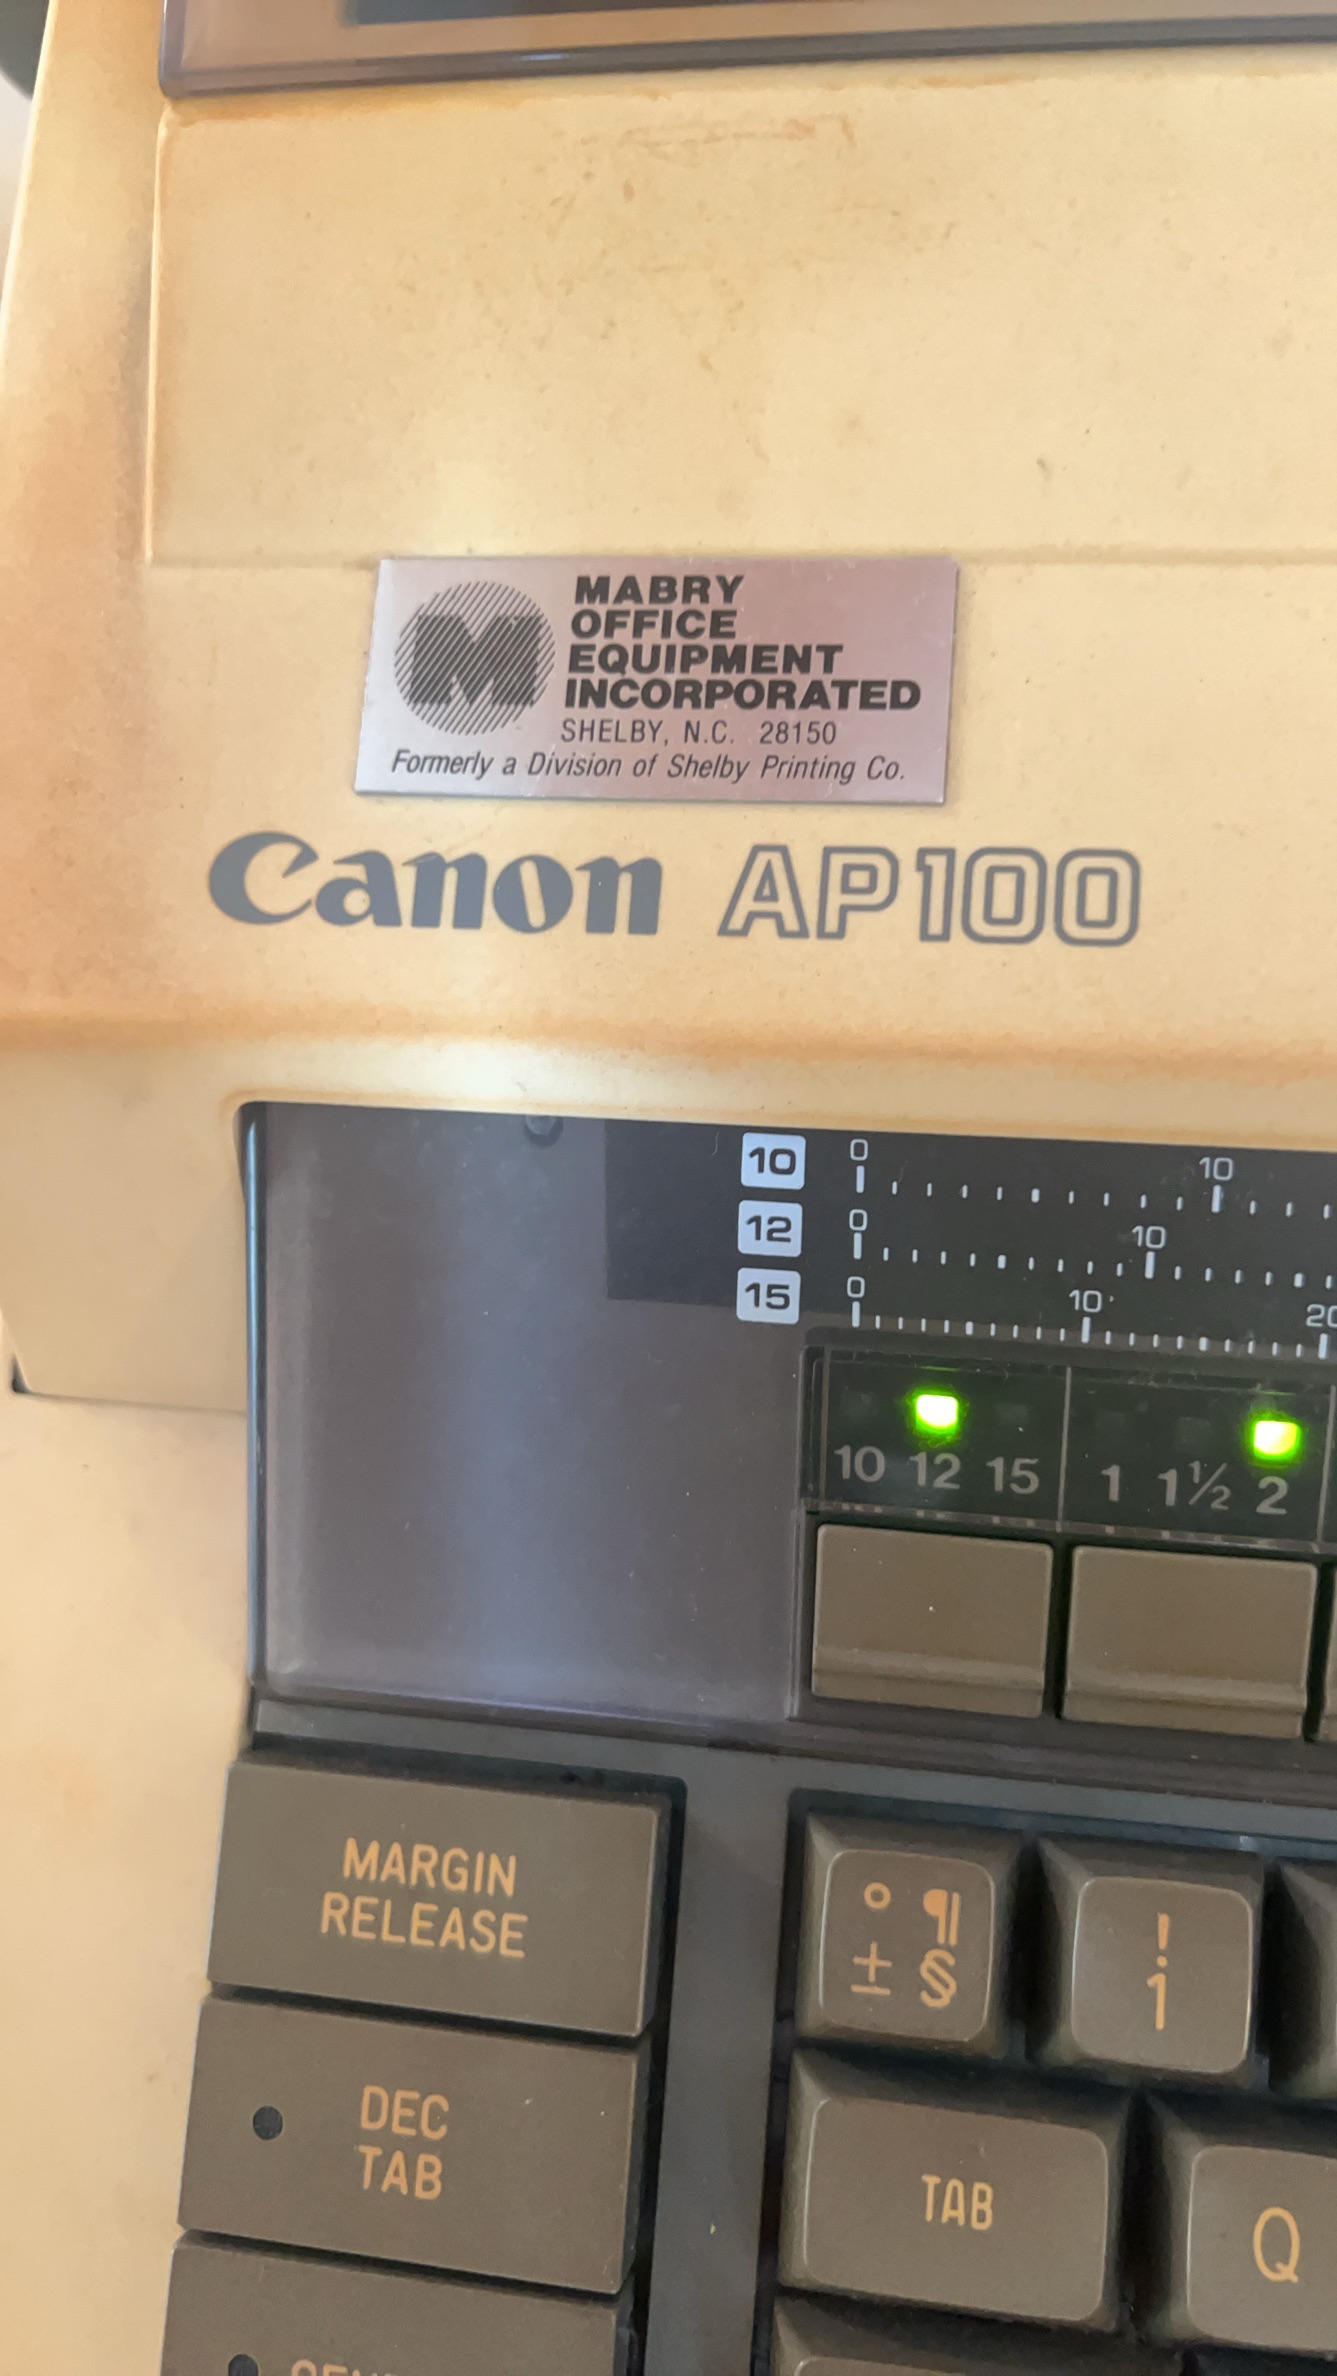 MABRY
OFFICE
EQUIPMENT
INCORPORATED
SHELBY, N.C. 28150
Formerly a Division of Shelby Printing Co.
Canon AP100
10 0 10
12 0 10
15 0 10 20
10 12 15 1 1½ 2
MARGIN
RELEASE
° ¶
± §
!
1
DEC
TAB
TAB
Q